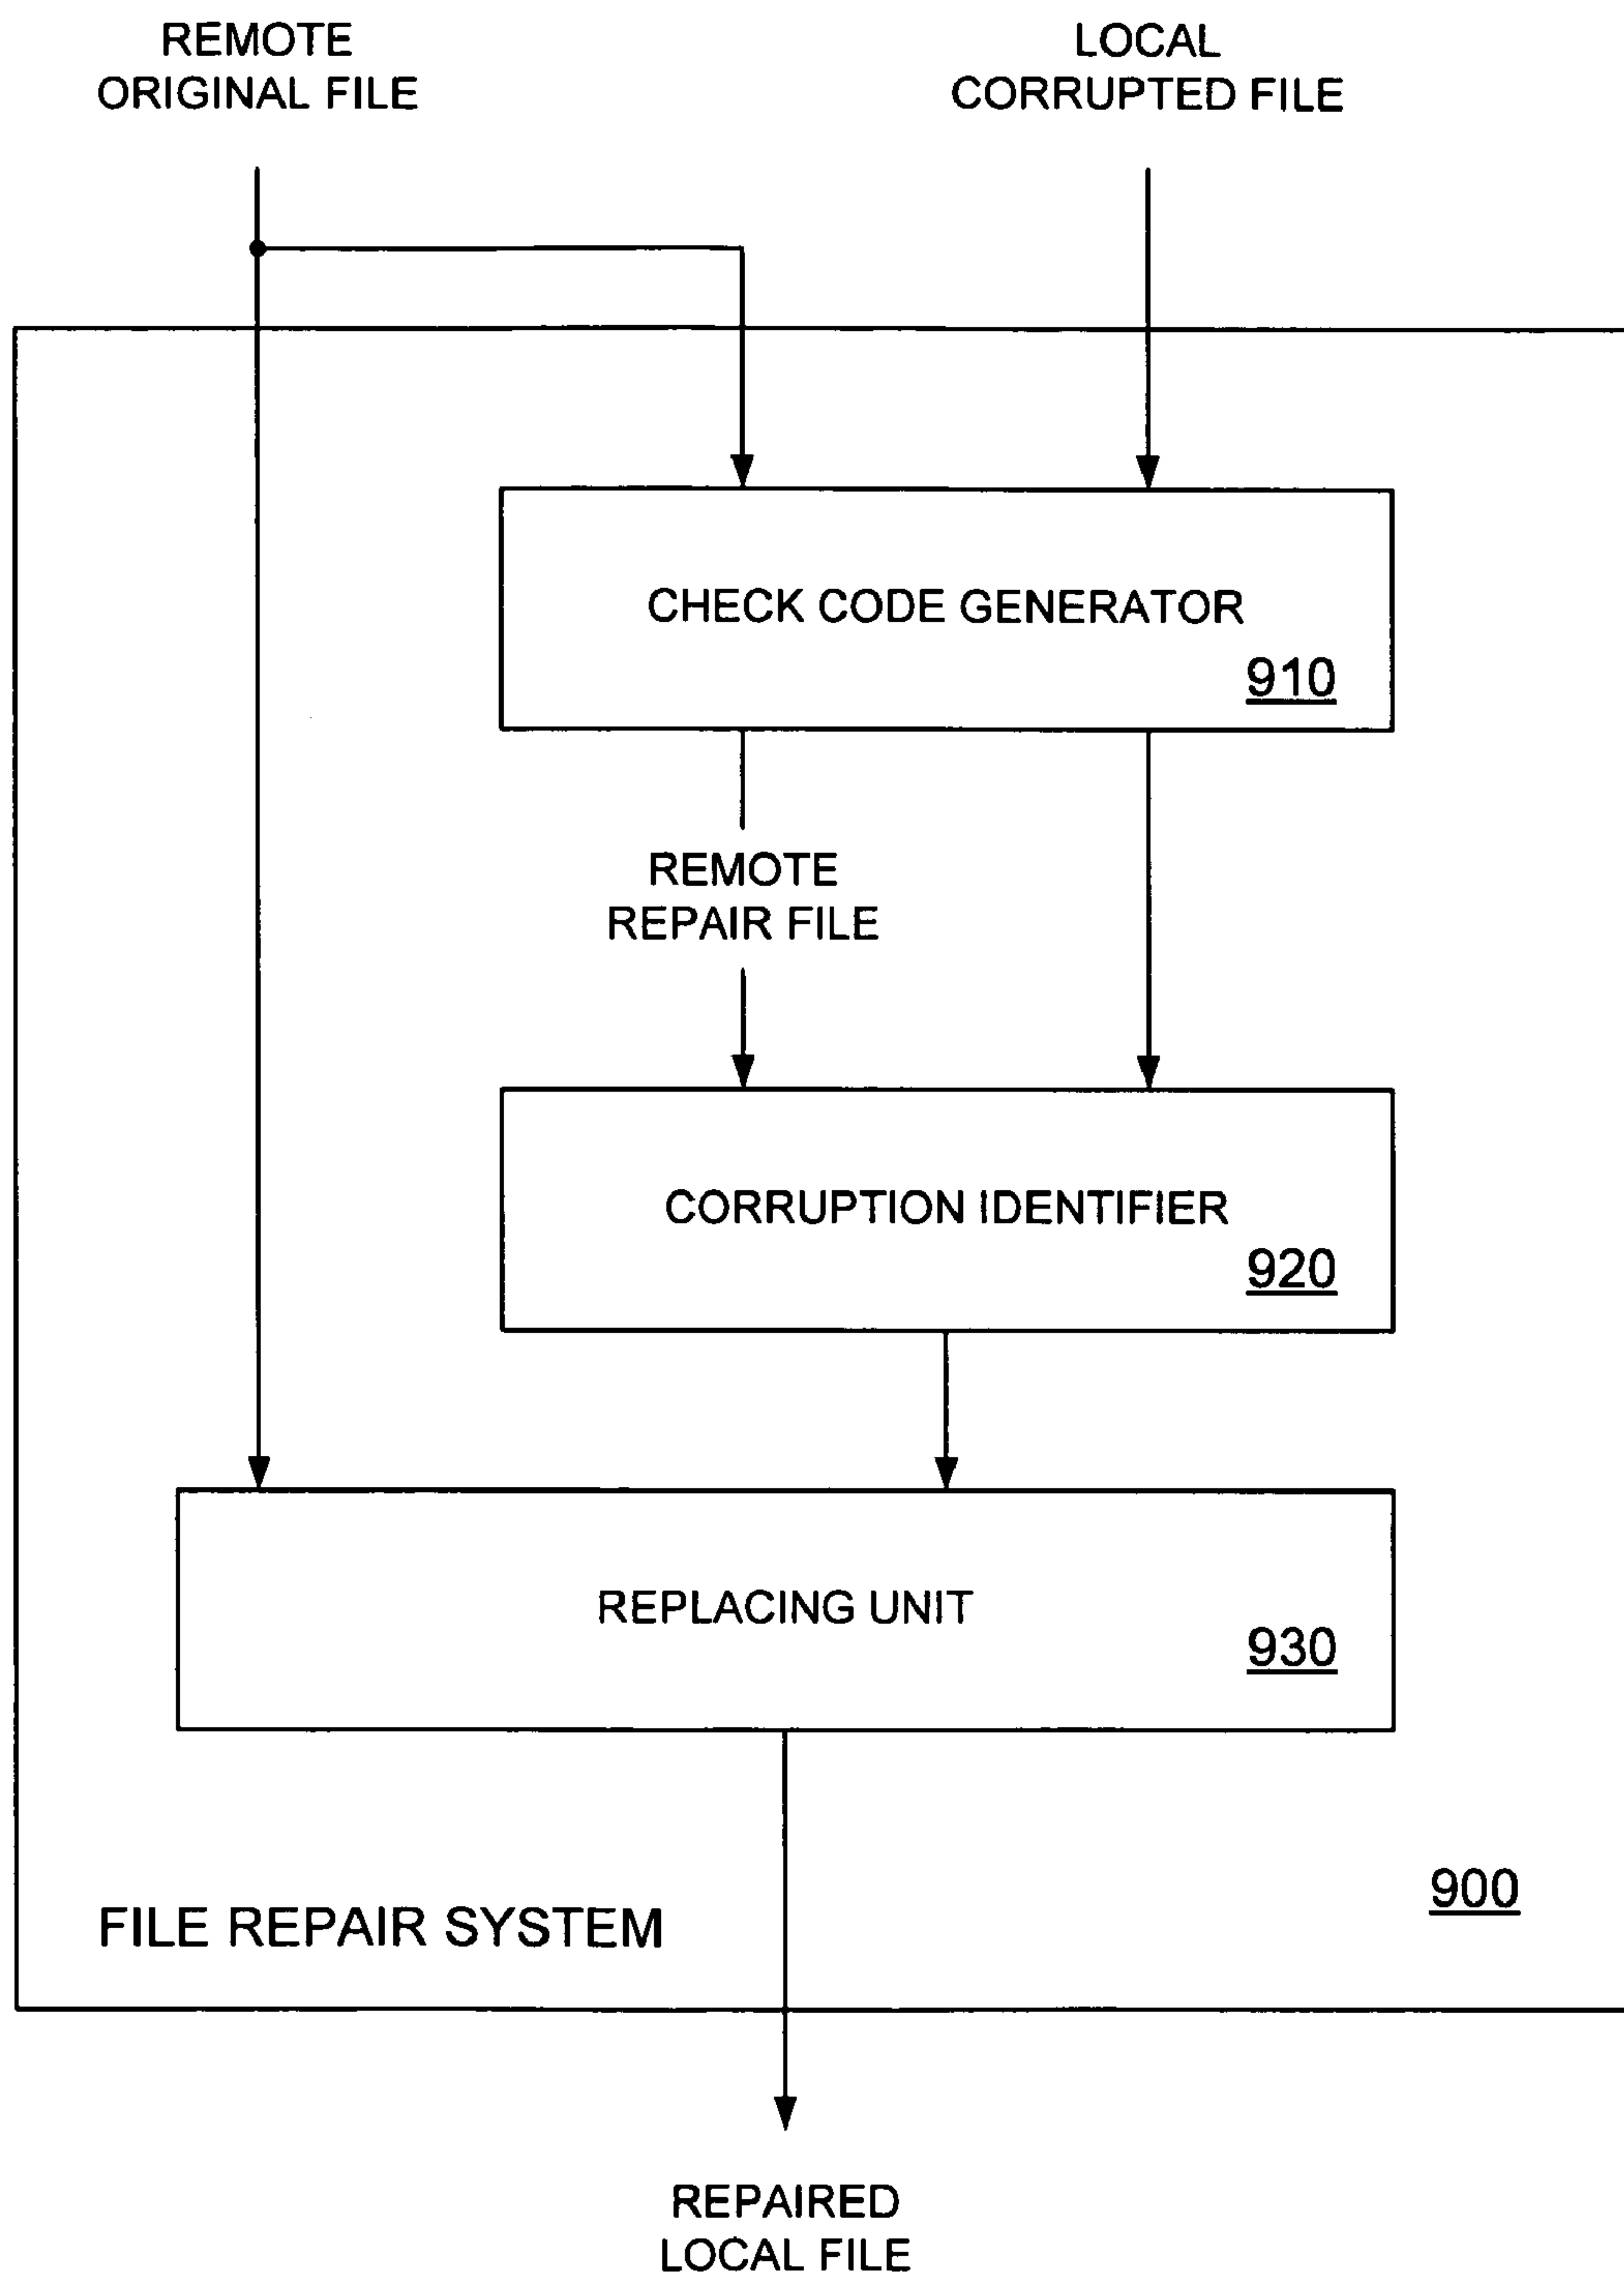 REMOTE
ORIGINAL FILE
LOCAL
CORRUPTED FILE
CHECK CODE GENERATOR
910
REMOTE
REPAIR FILE
CORRUPTION IDENTIFIER
920
REPLACING UNIT
930
900
FILE REPAIR SYSTEM
REPAIRED
LOCAL FILE